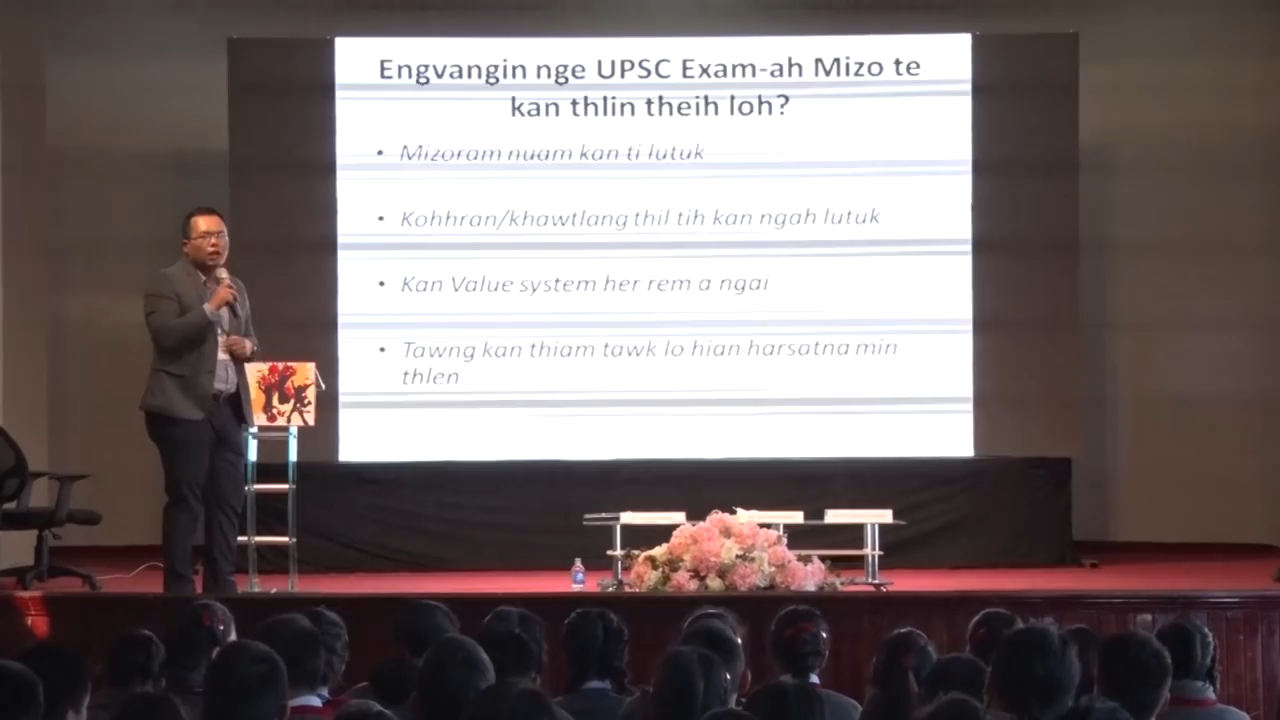 Engvangin nge UPSC Exam-ah Mizo te
kan thlin theih loh?
• Mizoram nuam kan ti lutuk
• Kohhran/khawtlang thil tih kan ngah lutuk
• Kan Value system her rem a ngai
• Tawng kan thiam tawk lo hian harsatna min
thlen